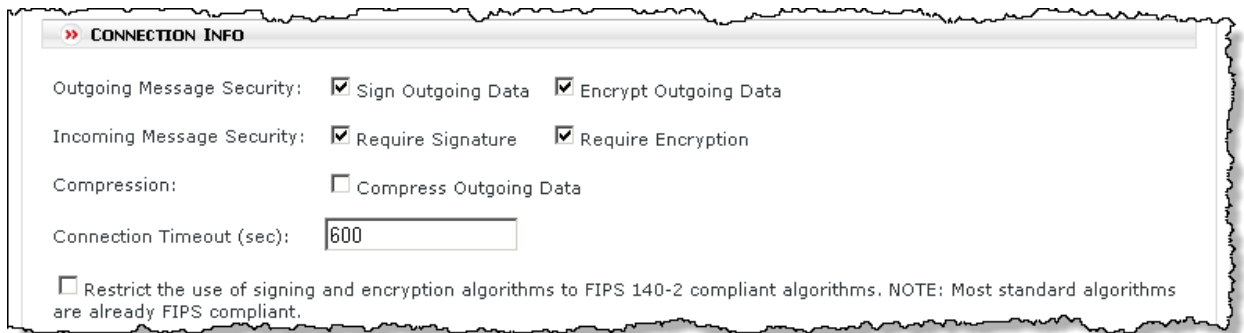 » CONNECTION INFO
Outgoing Message Security: Sign Outgoing Data Encrypt Outgoing Data
Incoming Message Security: Require Signature Require Encryption
Compression: Compress Outgoing Data
Connection Timeout (sec): 600
Restrict the use of signing and encryption algorithms to FIPS 140-2 compliant algorithms. NOTE: Most standard algorithms
are already FIPS compliant.